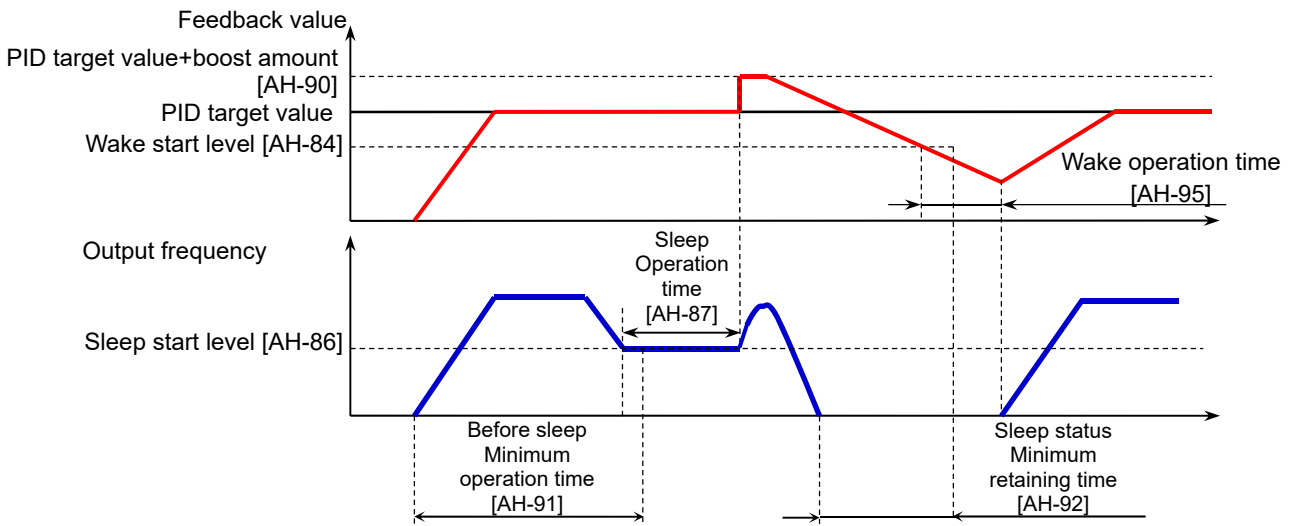 Feedback value
PID target value+boost amount
[AH-90]
PID target value
Wake start level [AH-84]
Wake operation time
[AH-95]
Output frequency
Sleep
Operation
time
[AH-87]
Sleep start level [AH-86]
Before sleep
Minimum
operation time
[AH-91]
Sleep status
Minimum
retaining time
[AH-92]